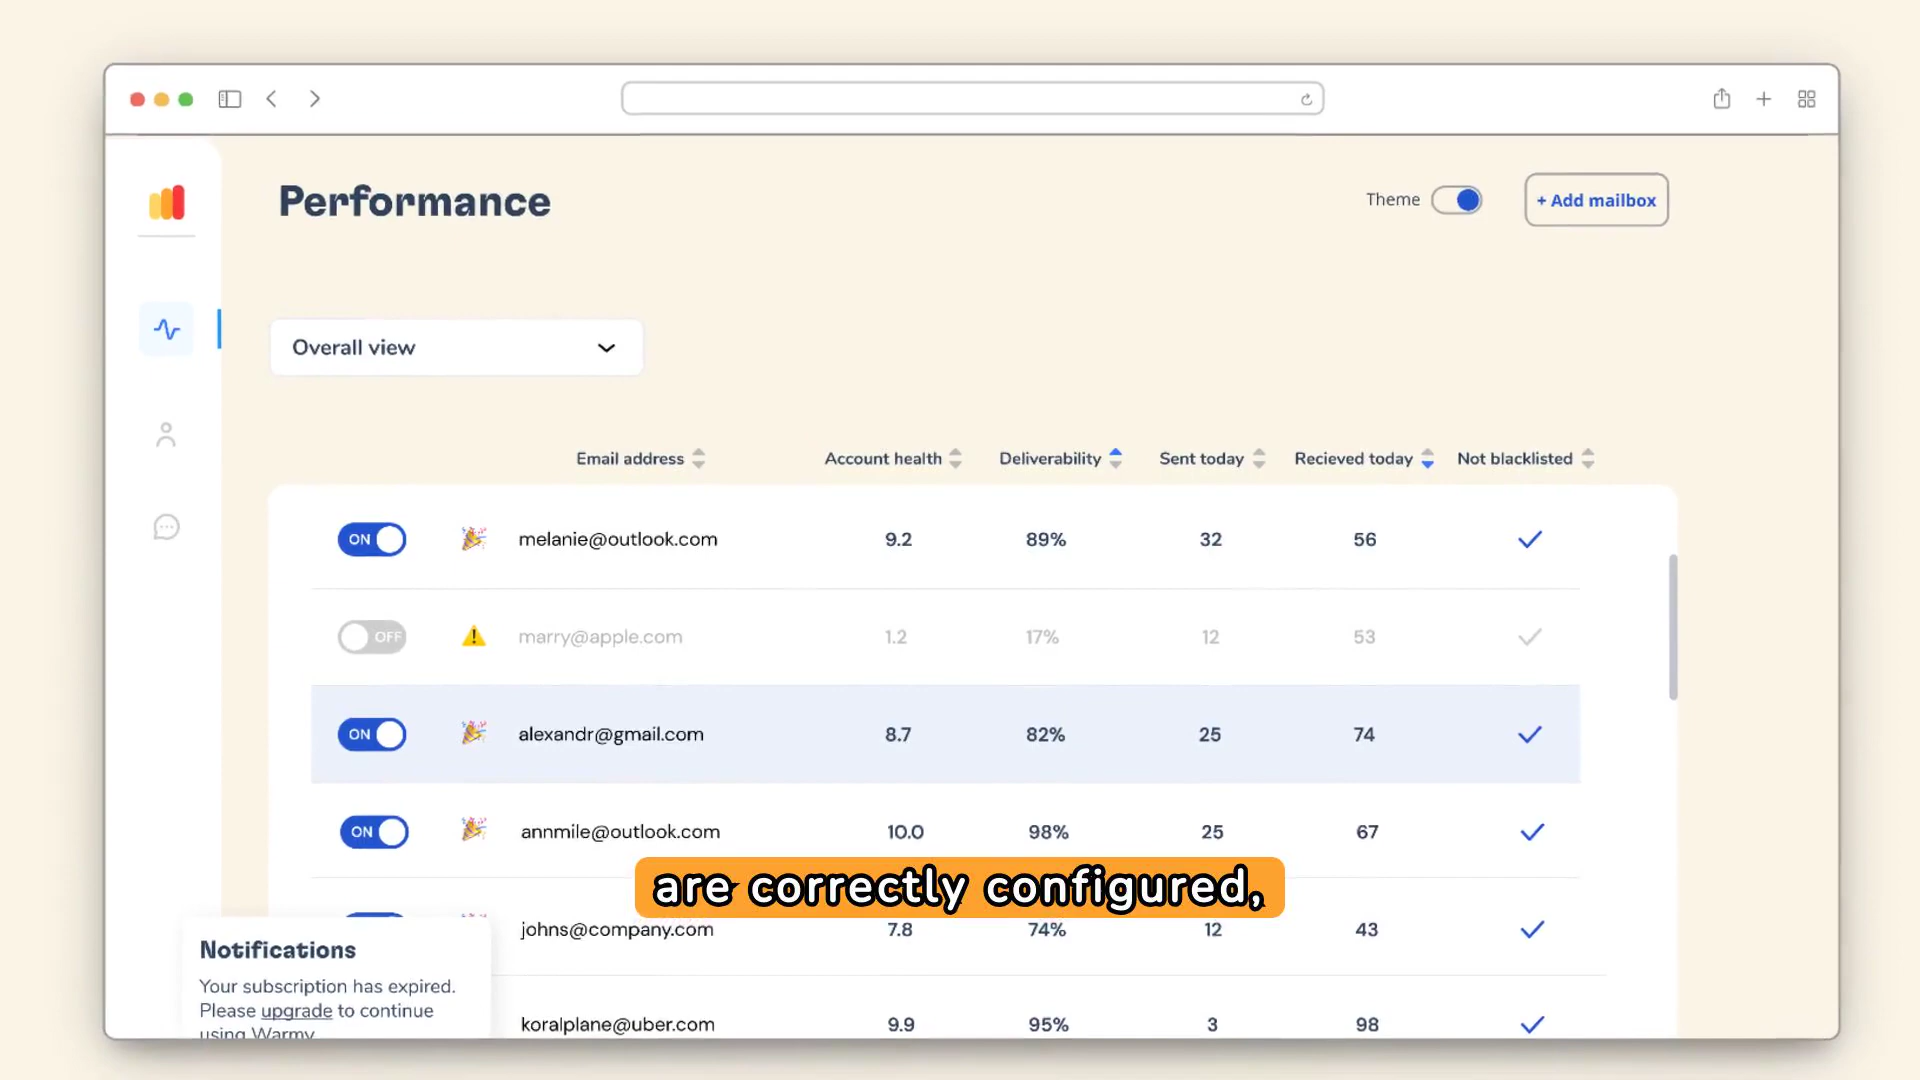 Performance
Theme
+ Add mailbox
Overall view
Email address Account health Deliverability Sent today Recieved today Not blacklisted
ON melanie@outlook.com 9.2 89% 32 56
OFF marry@apple.com 1.2 17% 12 53
ON alexandr@gmail.com 8.7 82% 25 74
ON annmile@outlook.com 10.0 98% 25 67
are correctly configured,
johns@company.com 7.8 74% 12 43
koralplane@uber.com 9.9 95% 3 98
Notifications
Your subscription has expired.
Please upgrade to continue
using Warmy